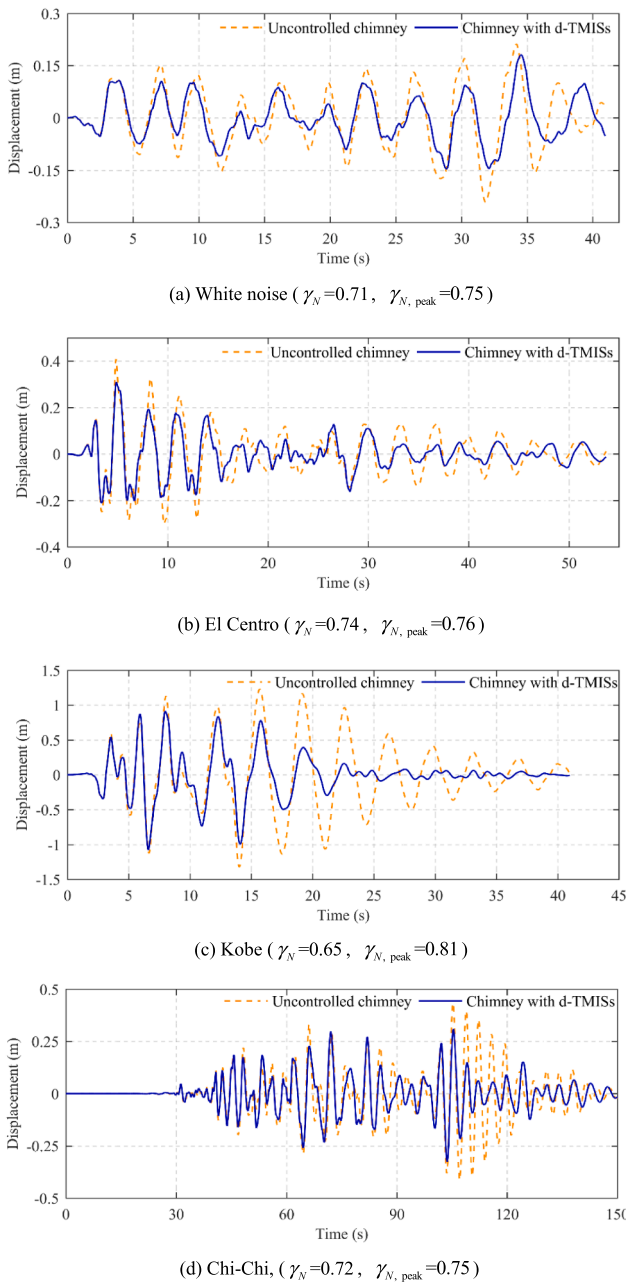 0.3
Uncontrolled chimney Chimney with d-TMISs
0.15
0
-0.15
-0.3
Displacement (m)
0 5 10 15 20 25 30 35 40
Time (s)
(a) White noise ( γN=0.71, γN, peak=0.75)
Uncontrolled chimney Chimney with d-TMISs
0.4
0.2
0
-0.2
-0.4
Displacement (m)
0 10 20 30 40 50
Time (s)
(b) El Centro ( γN=0.74, γN, peak=0.76)
1.5
Uncontrolled chimney Chimney with d-TMISs
1
0.5
0
-0.5
-1
-1.5
Displacement (m)
0 5 10 15 20 25 30 35 40 45
Time (s)
(c) Kobe ( γN=0.65, γN, peak=0.81)
0.5
Uncontrolled chimney Chimney with d-TMISs
0.25
0
-0.25
-0.5
Displacement (m)
0 30 60 90 120 150
Time (s)
(d) Chi-Chi, ( γN=0.72, γN, peak=0.75)